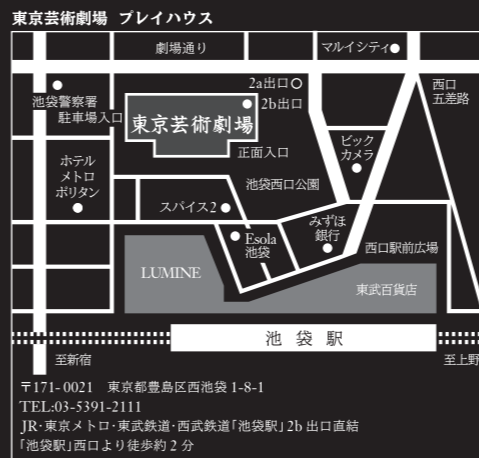 東京芸術劇場 プレイハウス
劇場通り
マルイシティ
2a出口
西口
五差路
池袋警察署
2b出口
駐車場入口
東京芸術劇場
ビック
カメラ
正面入口
ホテル
メトロ
ポリタン
池袋西口公園
スパイス2
みずほ
銀行
Esola
池袋
西口駅前広場
LUMINE
東武百貨店
池袋駅
至新宿
至上野
〒171-0021 東京都豊島区西池袋1-8-1
TEL:03-5391-2111
JR・東京メトロ・東武鉄道・西武鉄道「池袋駅」2b出口直結
「池袋駅」西口より徒歩約2分